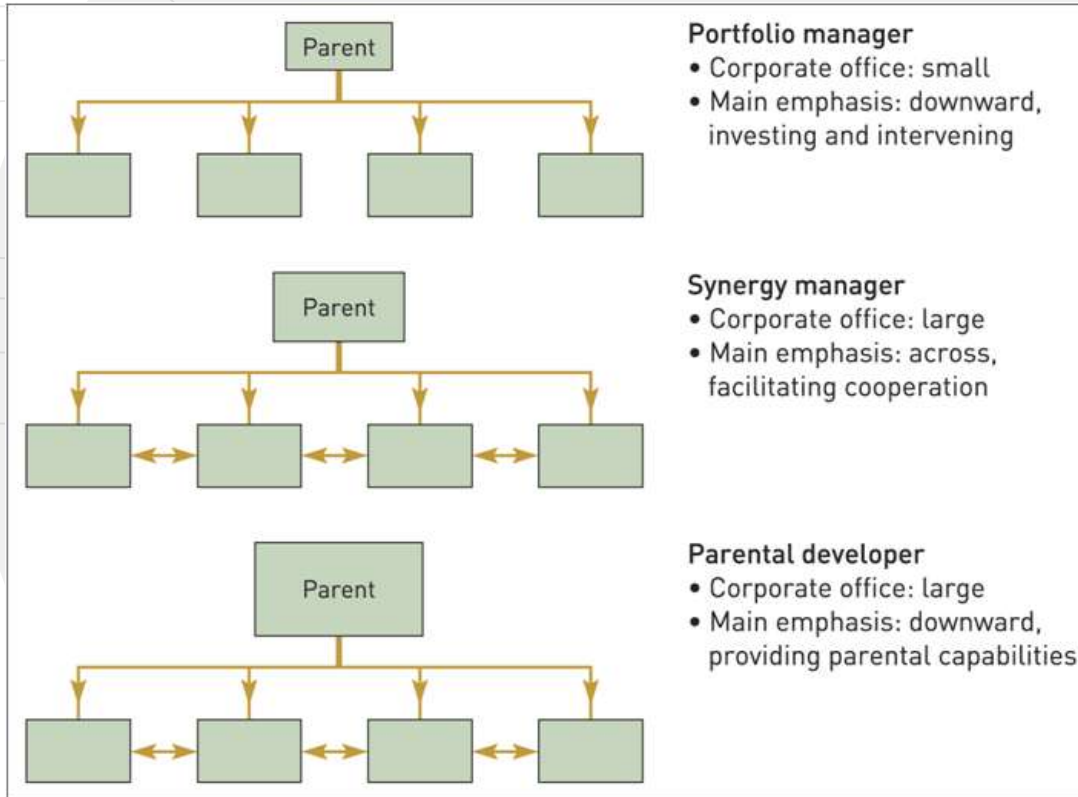 Parent
Portfolio manager
• Corporate office: small
• Main emphasis: downward,
investing and intervening
Parent
Synergy manager
• Corporate office: large
• Main emphasis: across,
facilitating cooperation
Parent
Parental developer
• Corporate office: large
• Main emphasis: downward,
providing parental capabilities